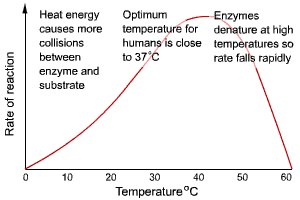 Heat energy
causes more
collisions
between
enzyme and
substrate
Optimum
temperature for
humans is close
to 37°C
Enzymes
denature at high
temperatures so
rate falls rapidly
Rate of reaction
0 10 20 30 40 50 60
Temperature°C